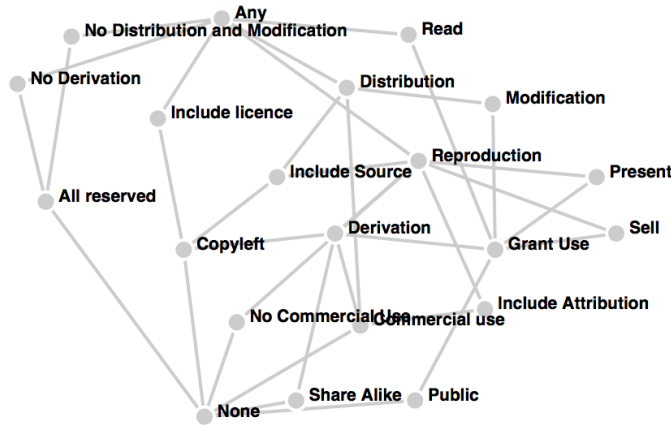 Any
No Distribution and Modification
Read
No Derivation
Distribution
Modification
Include licence
Reproduction
Include Source
Present
All reserved
Derivation
Sell
Copyleft
Grant Use
Include Attribution
No Commercial Use
Commercial use
Share Alike
Public
None